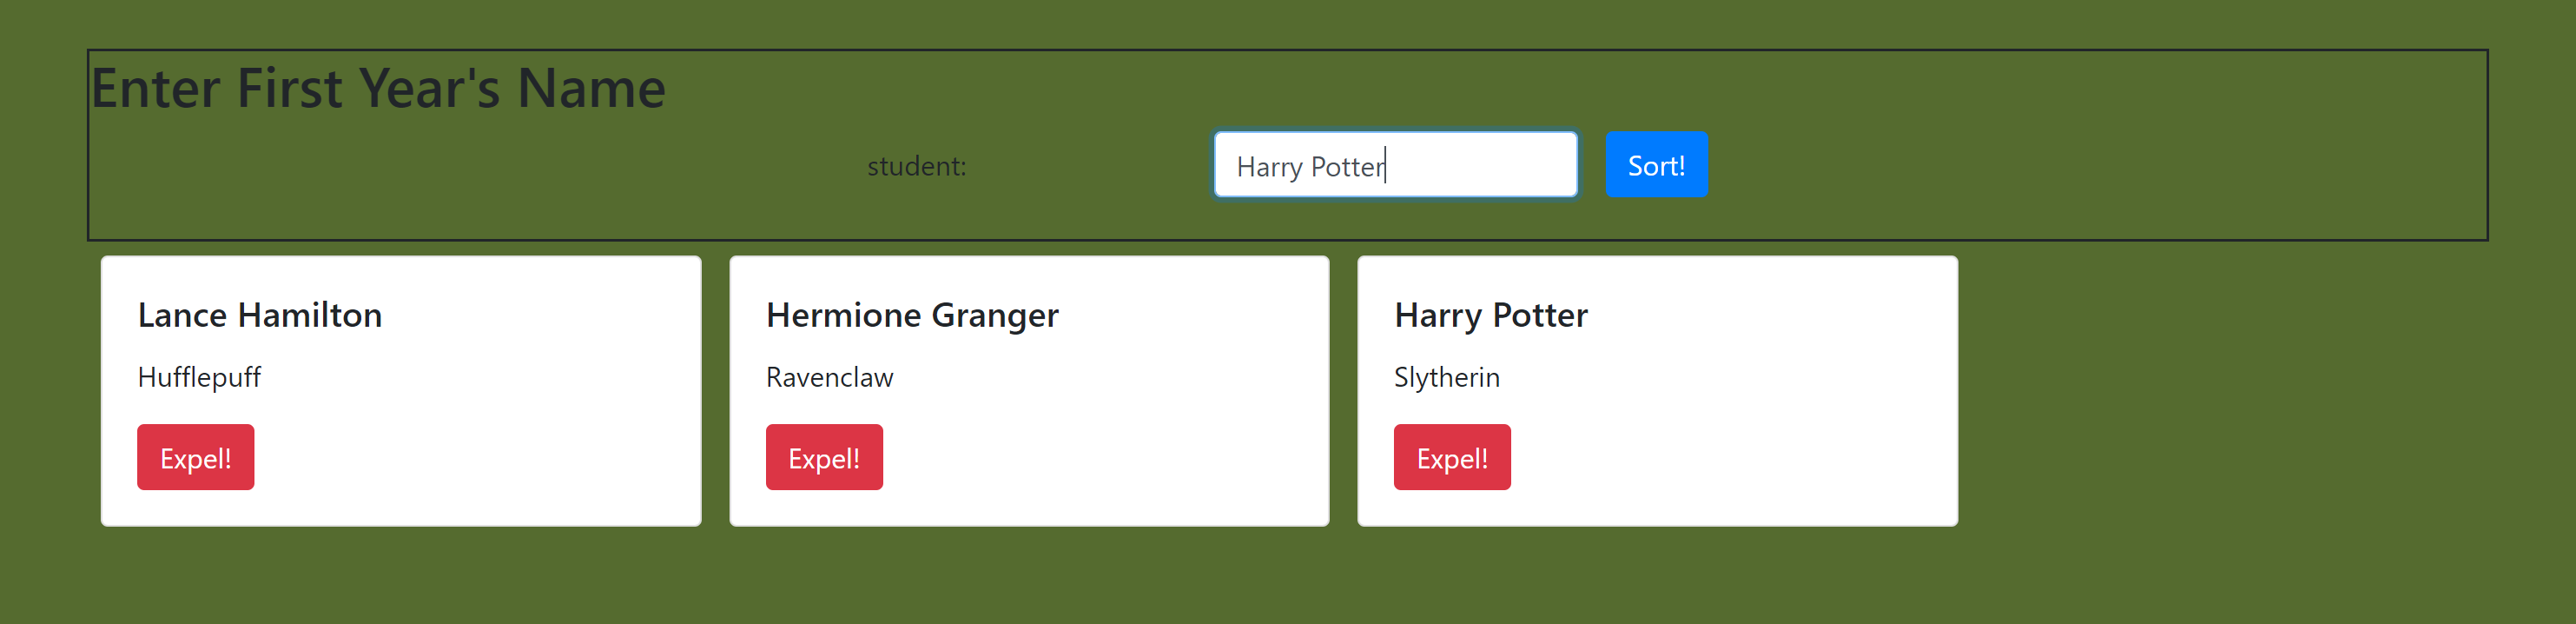 Enter First Year's Name
student: Harry Potter Sort!
Lance Hamilton
Hufflepuff
Expel!
Hermione Granger
Ravenclaw
Expel!
Harry Potter
Slytherin
Expel!